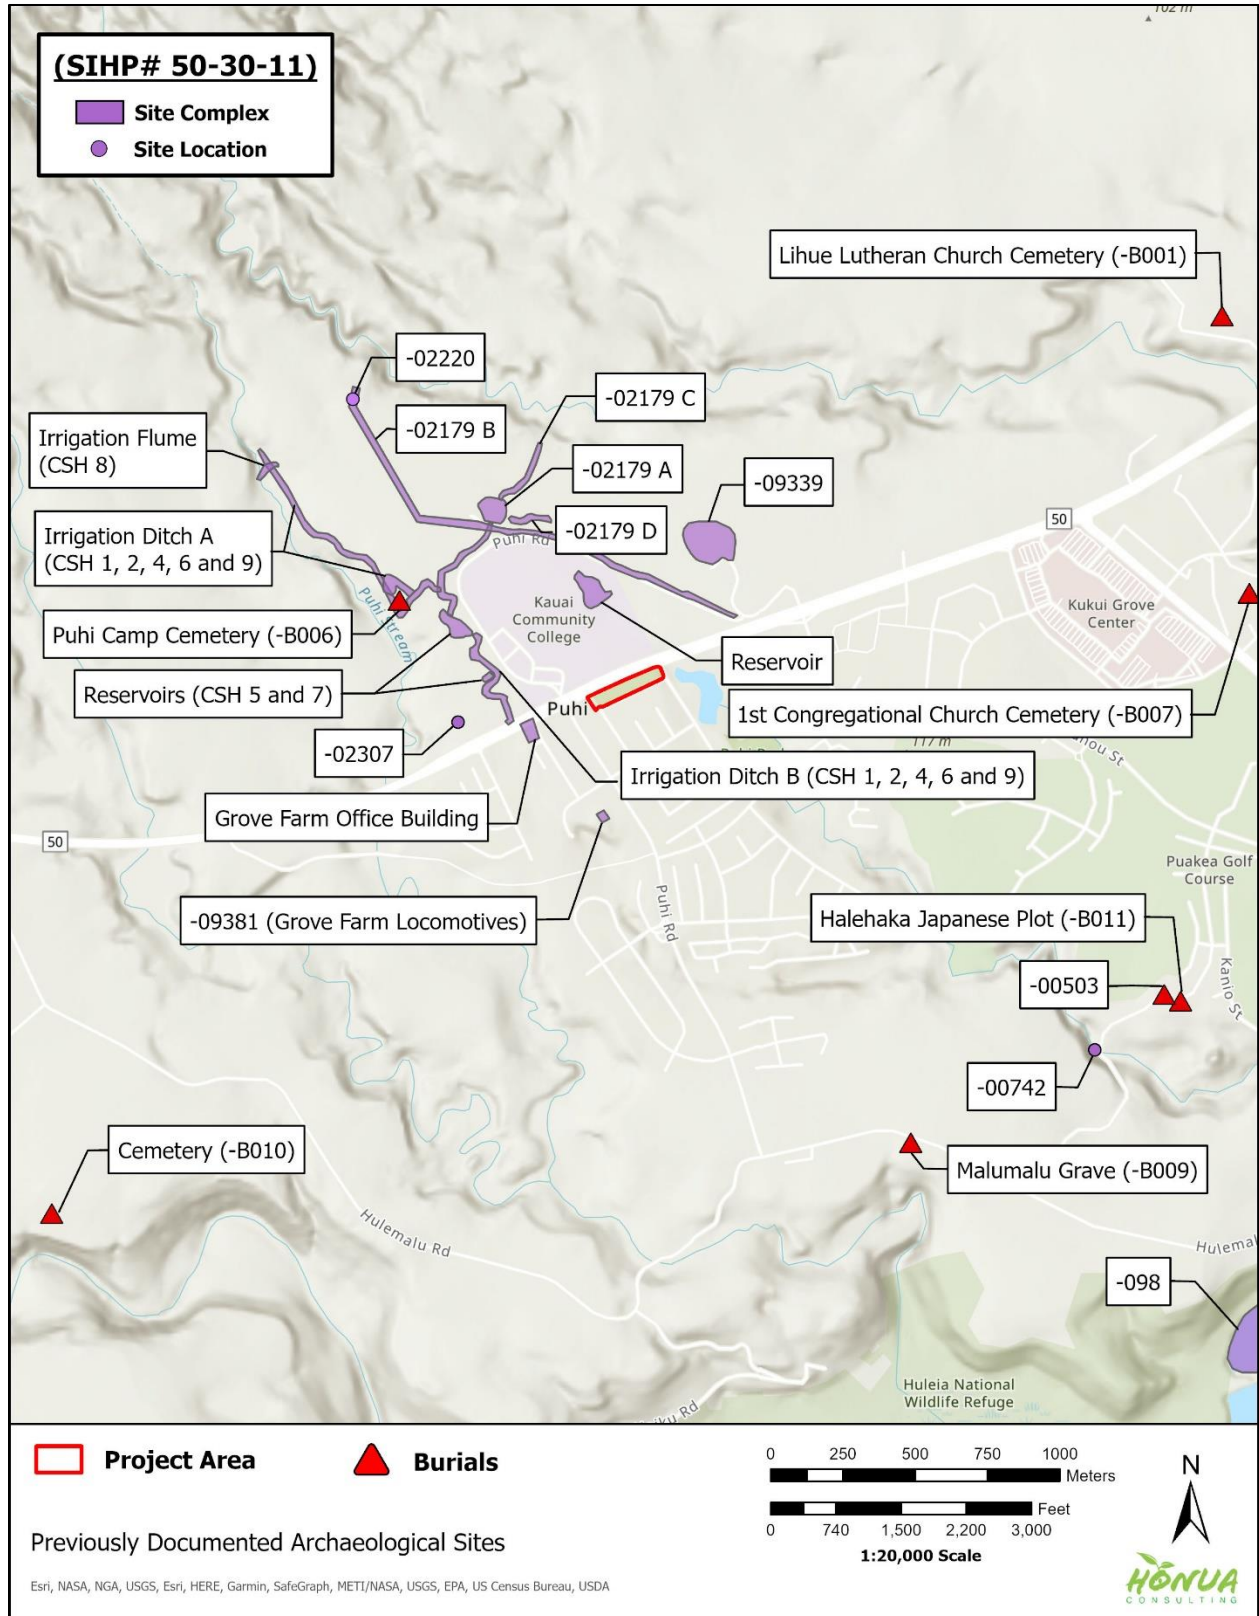 102 m
(SIHP# 50-30-11)
Site Complex
Site Location
Lihue Lutheran Church Cemetery (-B001)
-02220
-02179 C
-02179 B
Irrigation Flume
(CSH 8)
-02179 A
-09339
50
Irrigation Ditch A
(CSH 1, 2, 4, 6 and 9)
-02179 D
Puhi Rd
Kauai
Community
College
Kukui Grove
Center
Puhi Stream
Puhi Camp Cemetery (-B006)
Reservoir
Reservoirs (CSH 5 and 7)
Puhi
1st Congregational Church Cemetery (-B007)
117 m
-02307
Irrigation Ditch B (CSH 1, 2, 4, 6 and 9)
Grove Farm Office Building
50
Puakea Golf
Course
-09381 (Grove Farm Locomotives)
Puhi Rd
Halehaka Japanese Plot (-B011)
-00503
Kanio St
-00742
Cemetery (-B010)
Malumalu Grave (-B009)
Hulemalu Rd
Hulemal
-098
Huleia National
Wildlife Refuge
Rd
Project Area
Burials
0 250 500 750 1000
Meters
Feet
0 740 1,500 2,200 3,000
1:20,000 Scale
N
Previously Documented Archaeological Sites
Esri, NASA, NGA, USGS, Esri, HERE, Garmin, SafeGraph, METI/NASA, USGS, EPA, US Census Bureau, USDA
HONUA
CONSULTING